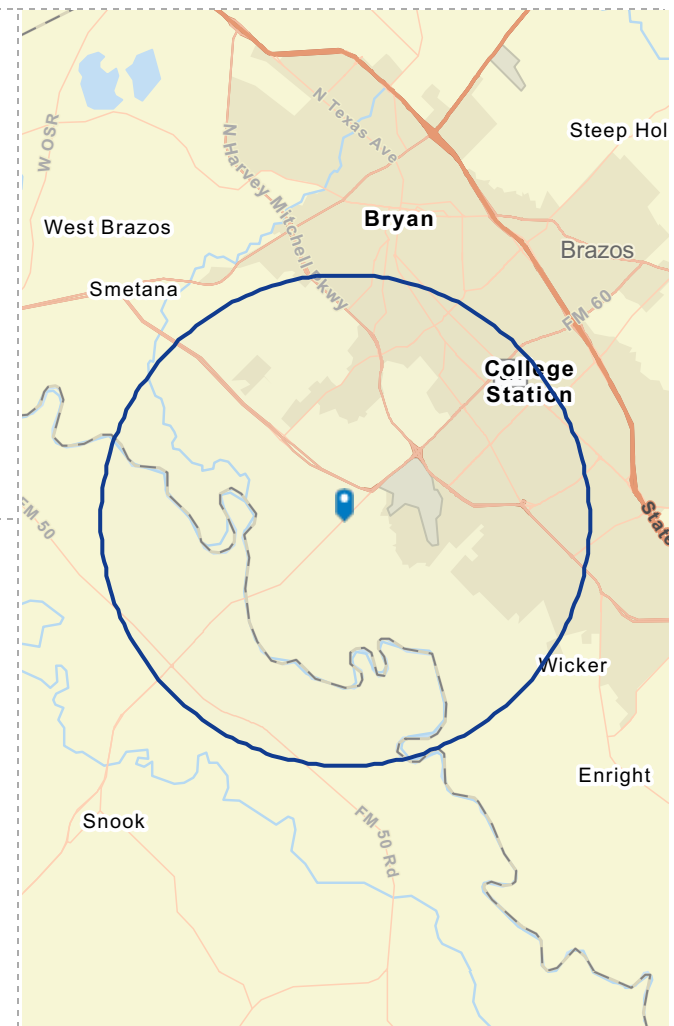 N Texas Ave
Steep Hol
W OSR
N Harvey Mitchell Pkwy
Bryan
West Brazos
Brazos
Smetana
FM-60
College
Station
FM-50
State
Wicker
Enright
Snook
FM-50 Rd